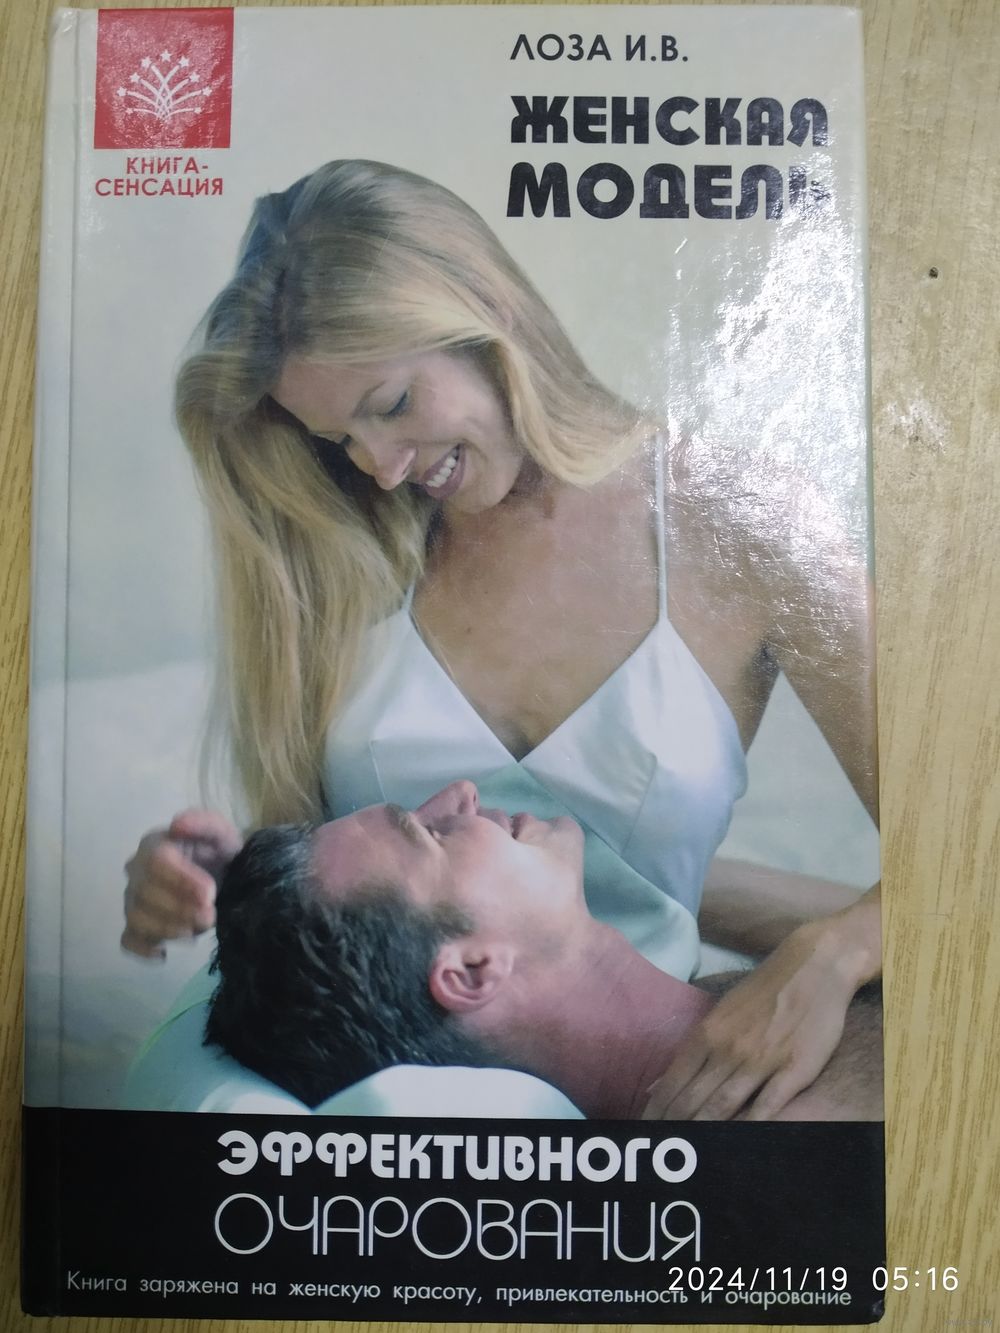 ЛОЗА И.В.
ЖЕНСКАЯ
МОДЕЛЬ
КНИГА-
СЕНСАЦИЯ
ЭФФЕКТИВНОГО
ОЧАРОВАНИЯ
Книга заряжена на женскую красоту, привлекательность и очарование
2024/11/19 05:16